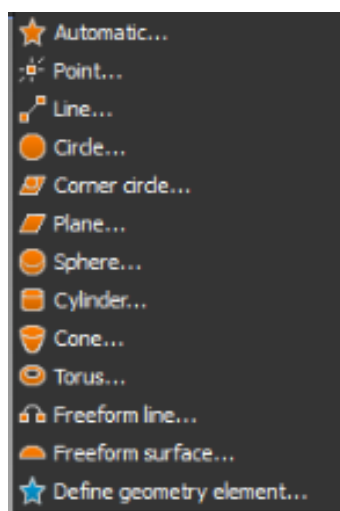 Automatic...
Point...
Line...
Circle...
Corner circle...
Plane...
Sphere...
Cylinder...
Cone...
Torus...
Freeform line...
Freeform surface...
Define geometry element...